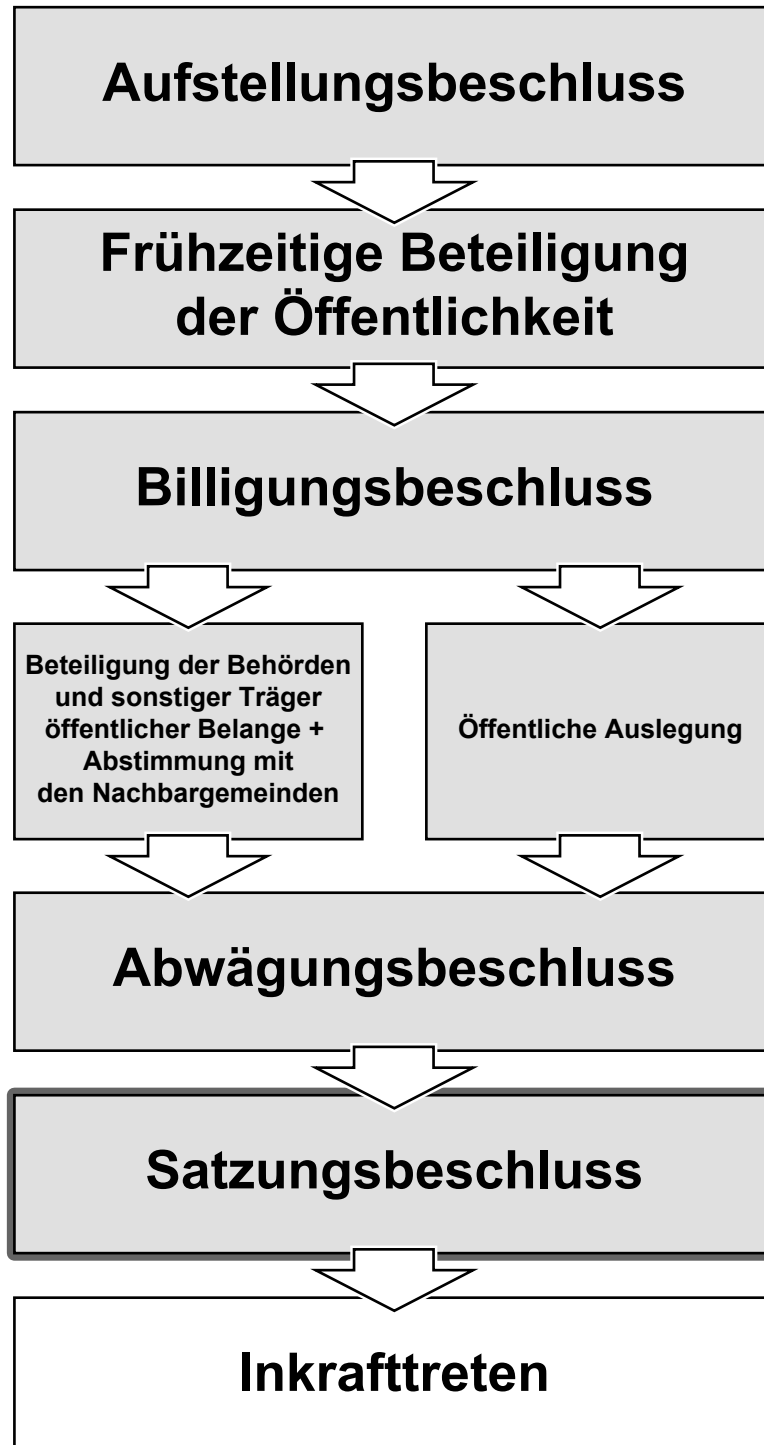 Aufstellungsbeschluss
Frühzeitige Beteiligung
der Öffentlichkeit
Billigungsbeschluss
Beteiligung der Behörden
und sonstiger Träger
öffentlicher Belange +
Abstimmung mit
den Nachbargemeinden
Öffentliche Auslegung
Abwägungsbeschluss
Satzungsbeschluss
Inkrafttreten